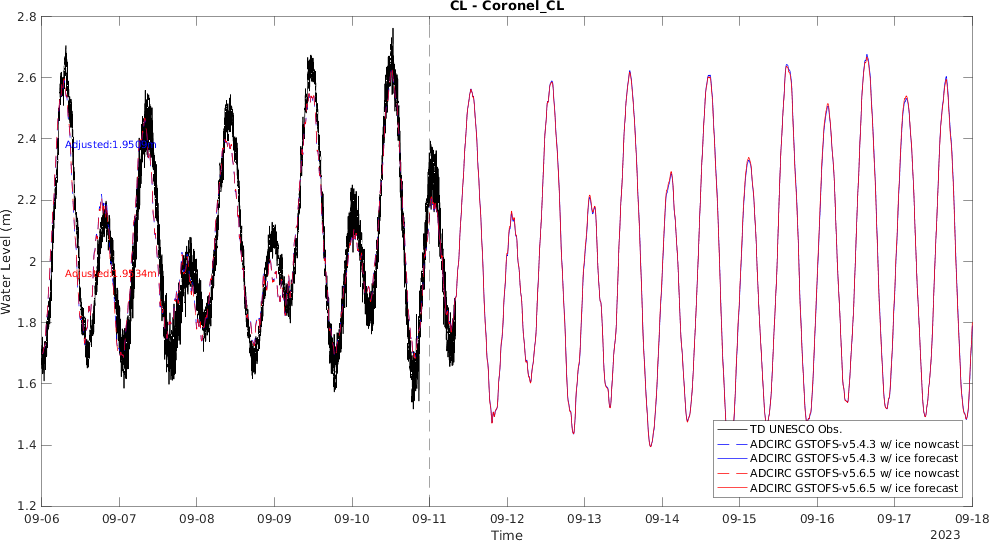 CL - Coronel_CL
2.8
2.6
2.4
2.2
2
1.8
1.6
1.4
1.2
Water Level (m)
Adjusted:1.950
Adjusted:1.9534m
TD UNESCO Obs.
ADCIRC GSTOFS-v5.4.3 w/ ice nowcast
ADCIRC GSTOFS-v5.4.3 w/ ice forecast
ADCIRC GSTOFS-v5.6.5 w/ ice nowcast
ADCIRC GSTOFS-v5.6.5 w/ ice forecast
09-06 09-07 09-08 09-09 09-10 09-11 09-12 09-13 09-14 09-15 09-16 09-17 09-18
Time
2023